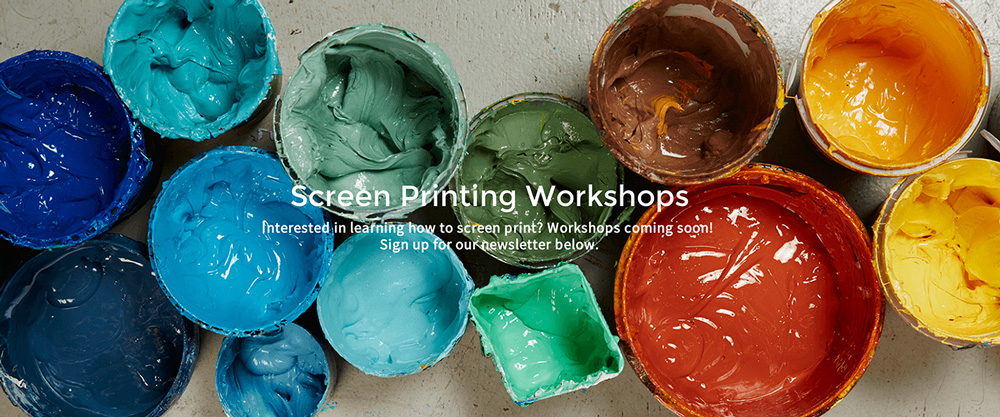 Screen Printing Workshops
Interested in learning how to screen print? Workshops coming soon!
Sign up for our newsletter below.